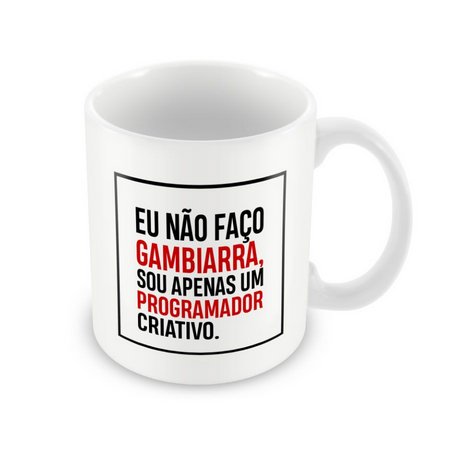 EU NÃO FAÇO
GAMBIARRA,
SOU APENAS UM
PROGRAMADOR
CRIATIVO.